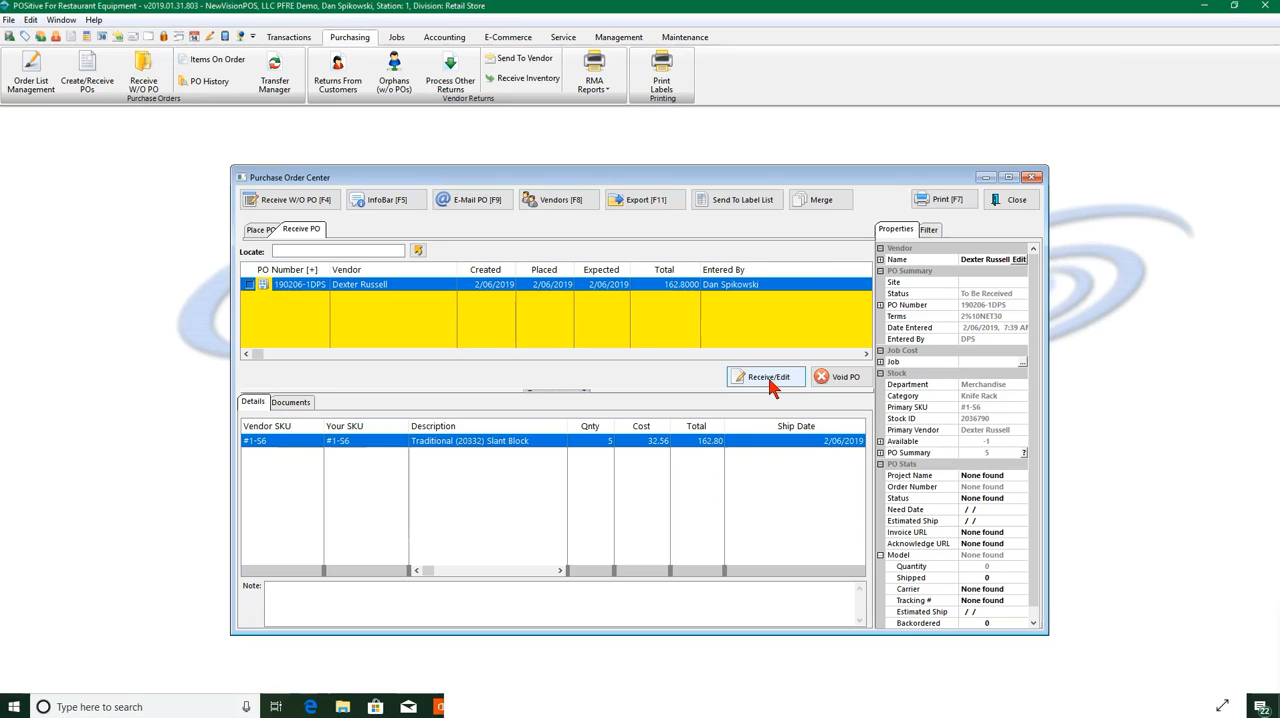 POSitive For Restaurant Equipment - v2019.01.31.803 - NewVisionPOS, LLC PFRE Demo, Dan Spikowski, Station: 1, Division: Retail Store
File Edit Window Help
Transactions Purchasing Jobs Accounting E-Commerce Service Management Maintenance
Order List Management
Create/Receive POs
Receive W/O PO
Items On Order
PO History
Transfer Manager
Purchase Orders
Returns From Customers
Orphans (w/o POs)
Process Other Returns
Send To Vendor
Receive Inventory
RMA Reports
Vendor Returns
Print Labels
Printing
Purchase Order Center
Receive W/O PO [F4] InfoBar [F5] E-Mail PO [F9] Vendors [F8] Export [F11] Send To Label List Merge Print [F7] Close
Place PO Receive PO
Locate:
PO Number [+] Vendor Created Placed Expected Total Entered By
190206-1DPS Dexter Russell 2/06/2019 2/06/2019 2/06/2019 162.8000 Dan Spikowski
Receive/Edit Void PO
Details Documents
Vendor SKU Your SKU Description Qnty Cost Total Ship Date
#1-S6 #1-S6 Traditional (20332) Slant Block 5 32.56 162.80 2/06/2019
Note:
Properties Filter
Vendor
Name Dexter Russell Edit
PO Summary
Site
Status To Be Received
PO Number 190206-1DPS
Terms 2%10NET30
Date Entered 2/06/2019, 7:39 AM
Entered By DPS
Job Cost
Job ...
Stock
Department Merchandise
Category Knife Rack
Primary SKU #1-S6
Stock ID 2036790
Primary Vendor Dexter Russell
Available -1
PO Summary 5 ?
PO Stats
Project Name None found
Order Number None found
Status None found
Need Date / /
Estimated Ship / /
Invoice URL None found
Acknowledge URL None found
Model None found
Quantity 0
Shipped 0
Carrier None found
Tracking # None found
Estimated Ship / /
Backordered 0
Type here to search
22